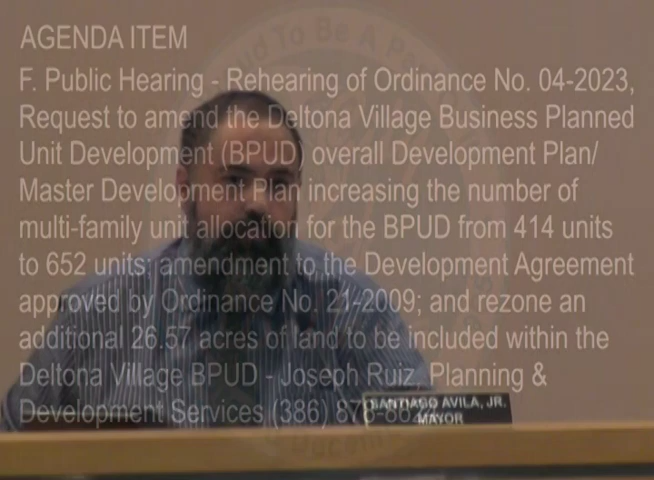 AGENDA ITEM
F. Public Hearing - Rehearing of Ordinance No. 04-2023,
Request to amend the Deltona Village Business Planned
Unit Development (BPUD) overall Development Plan/
Master Development Plan increasing the number of
multi-family unit allocation for the BPUD from 414 units
to 652 units; amendment to the Development Agreement
approved by Ordinance No. 21-2009; and rezone an
additional 26.57 acres of land to be included within the
Deltona Village BPUD - Joseph Ruiz, Planning &
Development Services (386)
SANTIAGO AVILA, JR.
MAYOR
To Be A